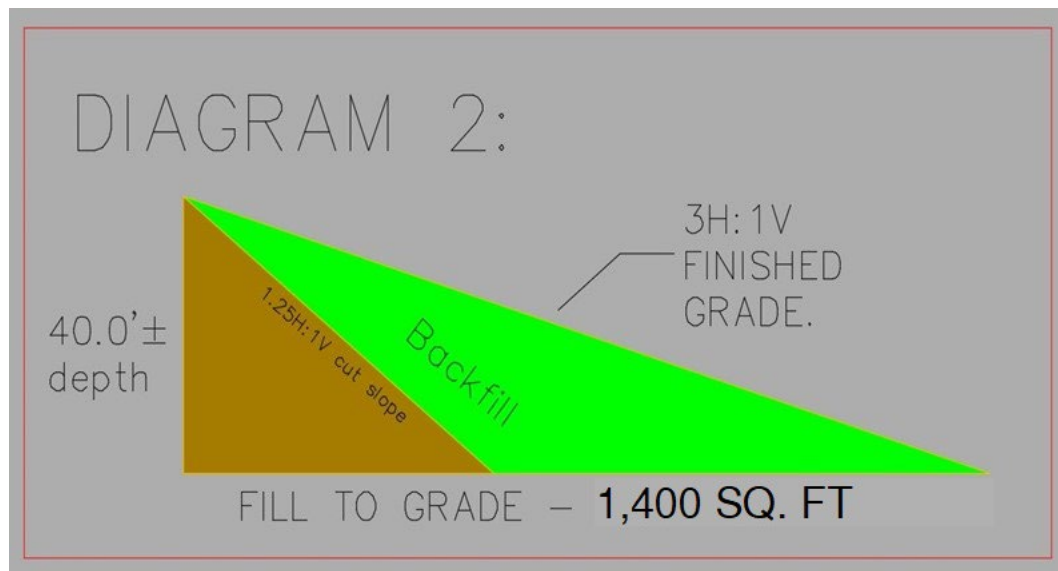 DIAGRAM 2:
3H:1V
FINISHED
GRADE.
40.0'±
depth
1.25H:1V cut slope
Backfill
FILL TO GRADE – 1,400 SQ. FT